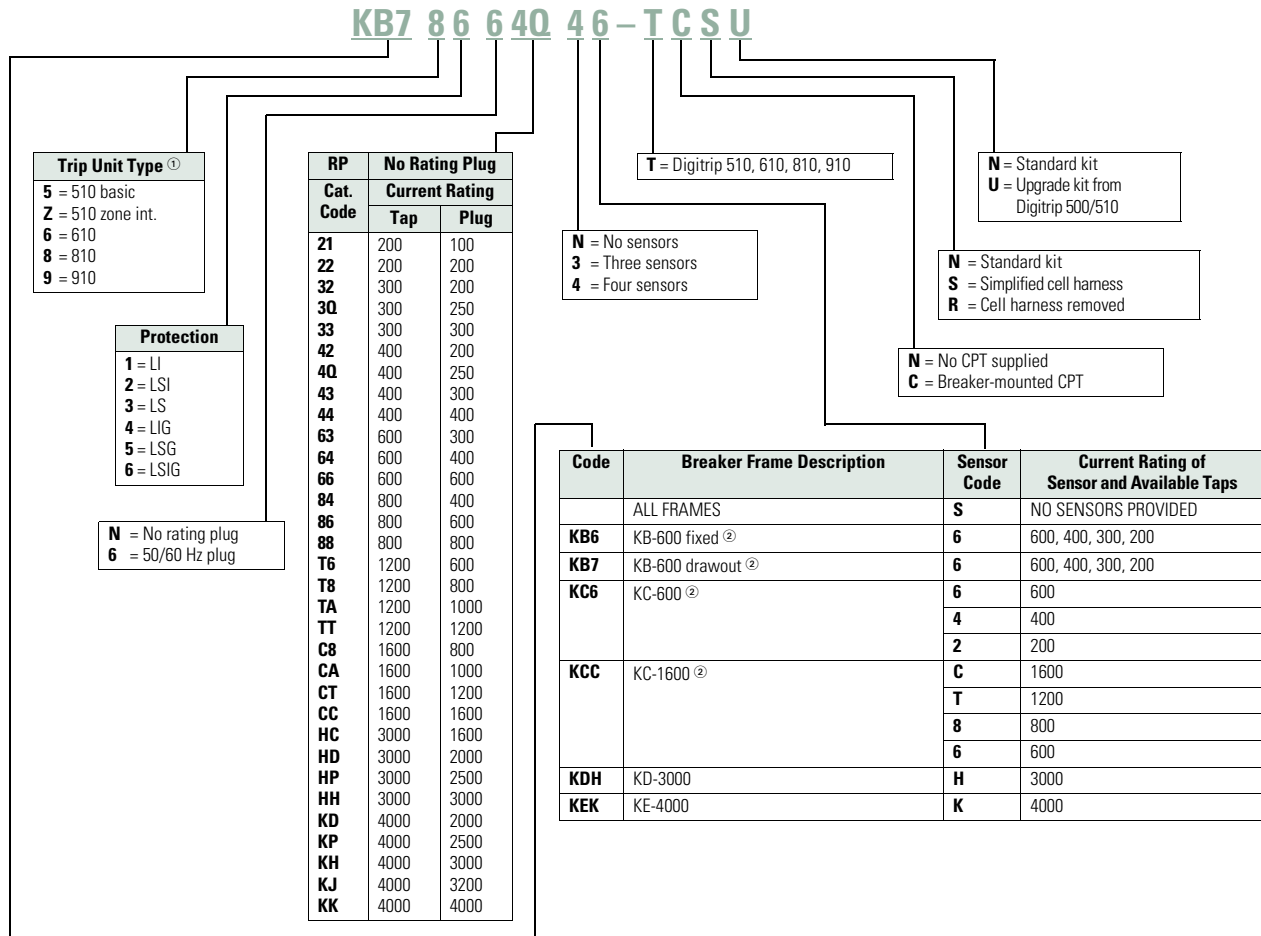 KB7 8 6 6 4Q 4 6 – T C S U
Trip Unit Type ①
5 = 510 basic
Z = 510 zone int.
6 = 610
8 = 810
9 = 910
Protection
1 = LI
2 = LSI
3 = LS
4 = LIG
5 = LSG
6 = LSIG
N = No rating plug
6 = 50/60 Hz plug
RP No Rating Plug
Cat. Code Current Rating
Tap Plug
21 200 100
22 200 200
32 300 200
3Q 300 250
33 300 300
42 400 200
4Q 400 250
43 400 300
44 400 400
63 600 300
64 600 400
66 600 600
84 800 400
86 800 600
88 800 800
T6 1200 600
T8 1200 800
TA 1200 1000
TT 1200 1200
C8 1600 800
CA 1600 1000
CT 1600 1200
CC 1600 1600
HC 3000 1600
HD 3000 2000
HP 3000 2500
HH 3000 3000
KD 4000 2000
KP 4000 2500
KH 4000 3000
KJ 4000 3200
KK 4000 4000
N = No sensors
3 = Three sensors
4 = Four sensors
T = Digitrip 510, 610, 810, 910
N = No CPT supplied
C = Breaker-mounted CPT
N = Standard kit
S = Simplified cell harness
R = Cell harness removed
N = Standard kit
U = Upgrade kit from
Digitrip 500/510
Code Breaker Frame Description Sensor Code Current Rating of Sensor and Available Taps
ALL FRAMES S NO SENSORS PROVIDED
KB6 KB-600 fixed ② 6 600, 400, 300, 200
KB7 KB-600 drawout ② 6 600, 400, 300, 200
KC6 KC-600 ② 6 600
4 400
2 200
KCC KC-1600 ② C 1600
T 1200
8 800
6 600
KDH KD-3000 H 3000
KEK KE-4000 K 4000